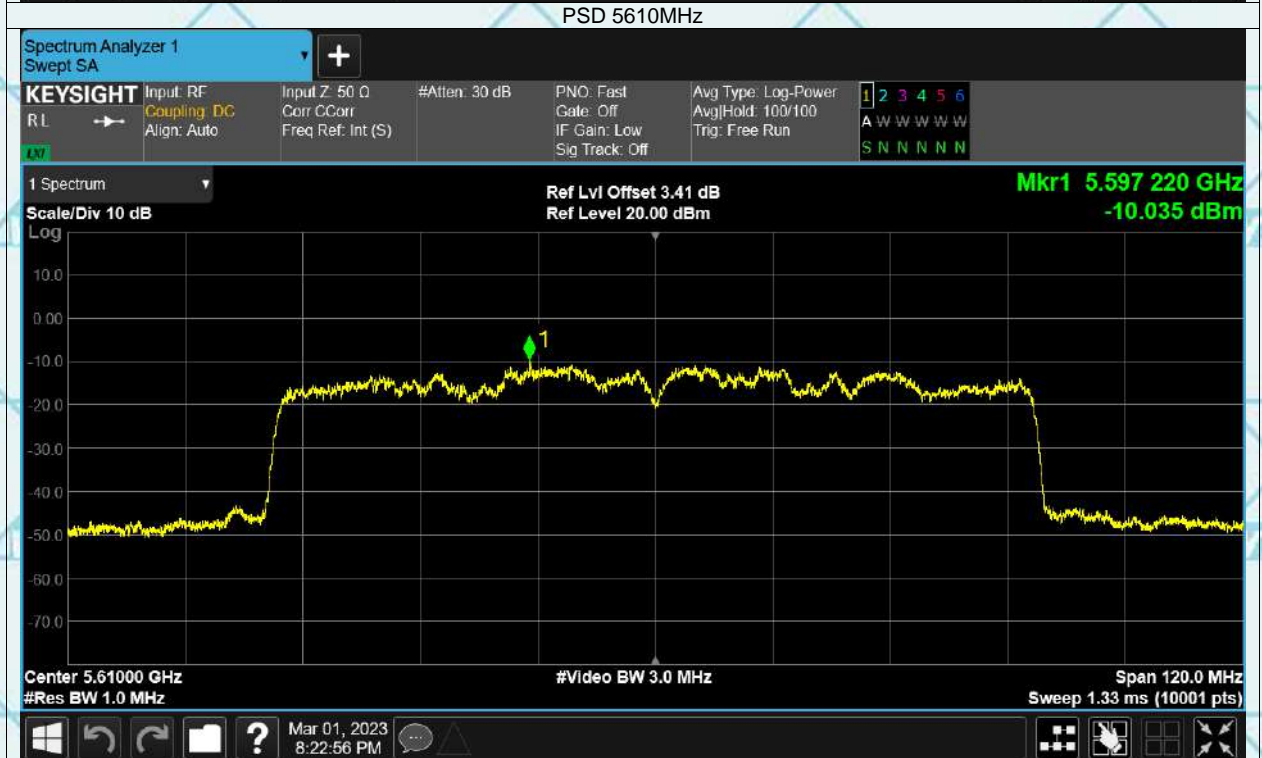 PSD 5610MHz
Spectrum Analyzer 1
Swept SA
+
KEYSIGHT
RL
LXI
Input: RF
Coupling: DC
Align: Auto
Input Z: 50 Ω
Corr CCorr
Freq Ref: Int (S)
#Atten: 30 dB
PNO: Fast
Gate: Off
IF Gain: Low
Sig Track: Off
Avg Type: Log-Power
Avg|Hold: 100/100
Trig: Free Run
1 2 3 4 5 6
A W W W W W
S N N N N N
1 Spectrum
Scale/Div 10 dB
Log
Ref Lvl Offset 3.41 dB
Ref Level 20.00 dBm
Mkr1 5.597 220 GHz
-10.035 dBm
10.0
0.00
-10.0
-20.0
-30.0
-40.0
-50.0
-60.0
-70.0
1
Center 5.61000 GHz
#Res BW 1.0 MHz
#Video BW 3.0 MHz
Span 120.0 MHz
Sweep 1.33 ms (10001 pts)
?
Mar 01, 2023
8:22:56 PM